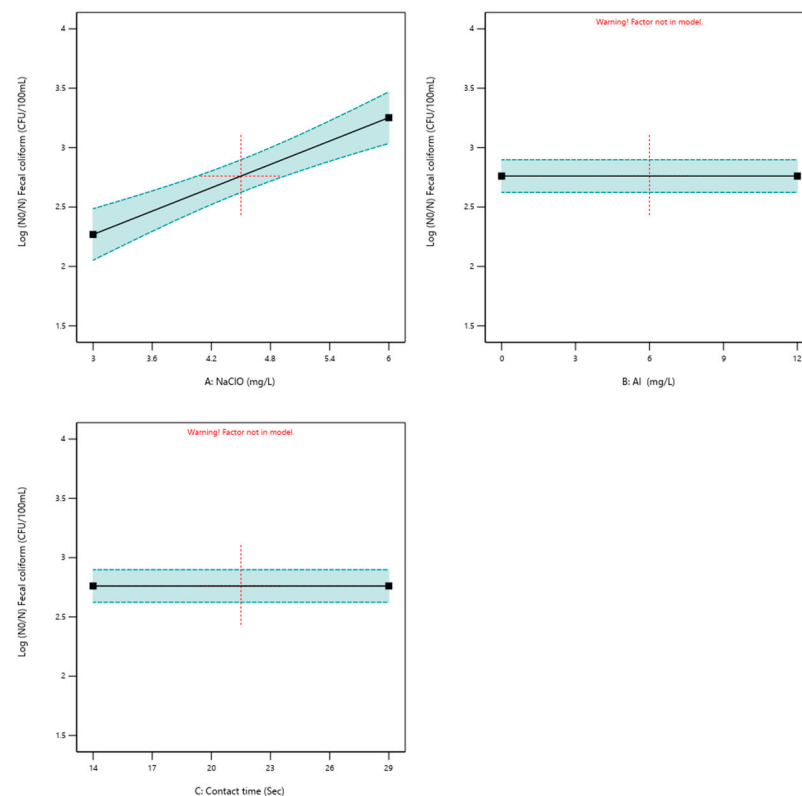 4
3.5
3
2.5
2
1.5
Log (N0/N) Fecal coliform (CFU/100mL)
3 3.6 4.2 4.8 5.4 6
A: NaClO (mg/L)
Warning! Factor not in model.
4
3.5
3
2.5
2
1.5
Log (N0/N) Fecal coliform (CFU/100mL)
0 3 6 9 12
B: Al (mg/L)
Warning! Factor not in model.
4
3.5
3
2.5
2
1.5
Log (N0/N) Fecal coliform (CFU/100mL)
14 17 20 23 26 29
C: Contact time (Sec)